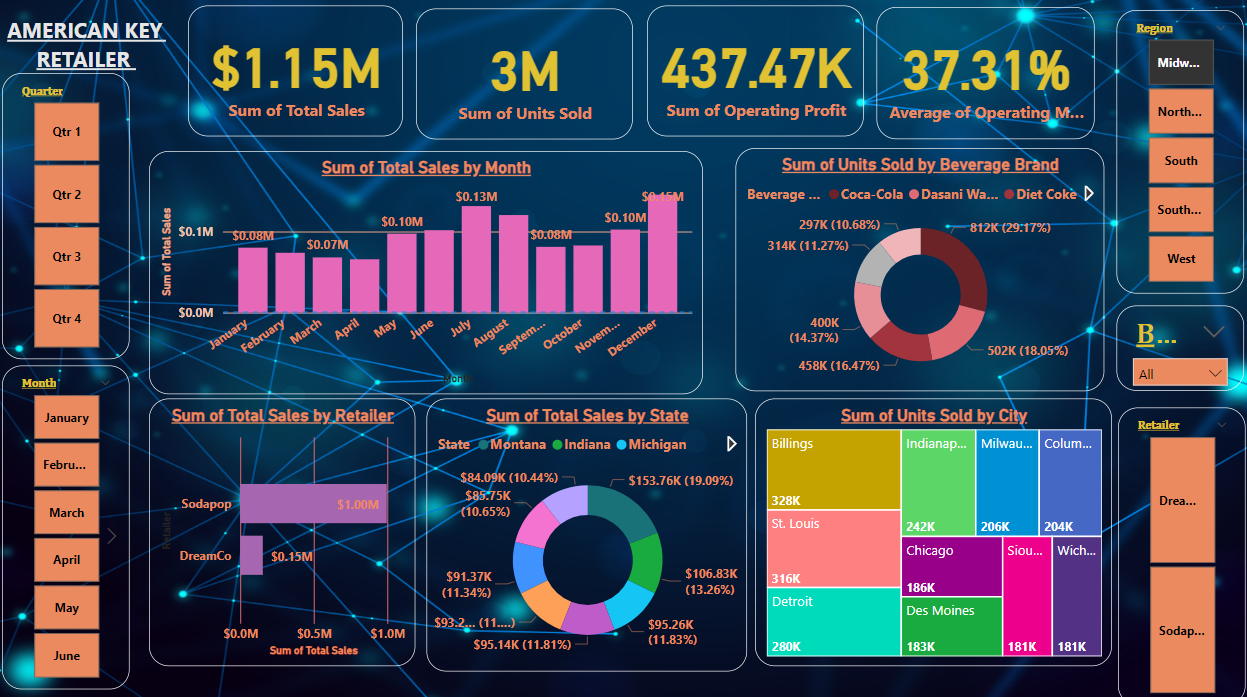 AMERICAN KEY
RETAILER
Quarter
Qtr 1
Qtr 2
Qtr 3
Qtr 4
Month
January
Febru...
March
April
May
June
$1.15M
Sum of Total Sales
3M
Sum of Units Sold
437.47K
Sum of Operating Profit
37.31%
Average of Operating M...
Sum of Total Sales by Month
Sum of Total Sales
$0.1M
$0.0M
$0.08M
$0.07M
$0.10M
$0.13M
$0.08M
$0.10M
$0.15M
January
February
March
April
May
June
July
August
Septem...
October
Novem...
December
Month
Sum of Units Sold by Beverage Brand
Beverage ... Coca-Cola Dasani Wa... Diet Coke
812K (29.17%)
502K (18.05%)
458K (16.47%)
400K
(14.37%)
314K (11.27%)
297K (10.68%)
Sum of Total Sales by Retailer
Retailer
Sodapop
$1.00M
DreamCo
$0.15M
$0.0M
$0.5M
$1.0M
Sum of Total Sales
Sum of Total Sales by State
State Montana Indiana Michigan
$153.76K (19.09%)
$106.83K
(13.26%)
$95.26K
(11.83%)
$95.14K (11.81%)
$93.2... (11....)
$91.37K
(11.34%)
$85.75K
(10.65%)
$84.09K (10.44%)
Sum of Units Sold by City
Billings
328K
St. Louis
316K
Detroit
280K
Indianap...
242K
Milwau...
206K
Colum...
204K
Chicago
186K
Des Moines
183K
Siou...
181K
Wich...
181K
Region
Midw...
North...
South
South...
West
B...
All
Retailer
Drea...
Sodap...